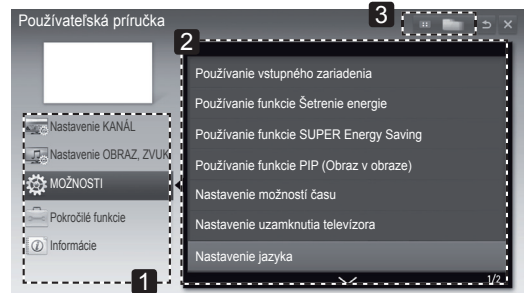 Používateľská príručka
3
2
Nastavenie KANÁL
Nastavenie OBRAZ, ZVUK
MOŽNOSTI
Pokročilé funkcie
Informácie
1
Používanie vstupného zariadenia
Používanie funkcie Šetrenie energie
Používanie funkcie SUPER Energy Saving
Používanie funkcie PIP (Obraz v obraze)
Nastavenie možností času
Nastavenie uzamknutia televízora
Nastavenie jazyka
1/2